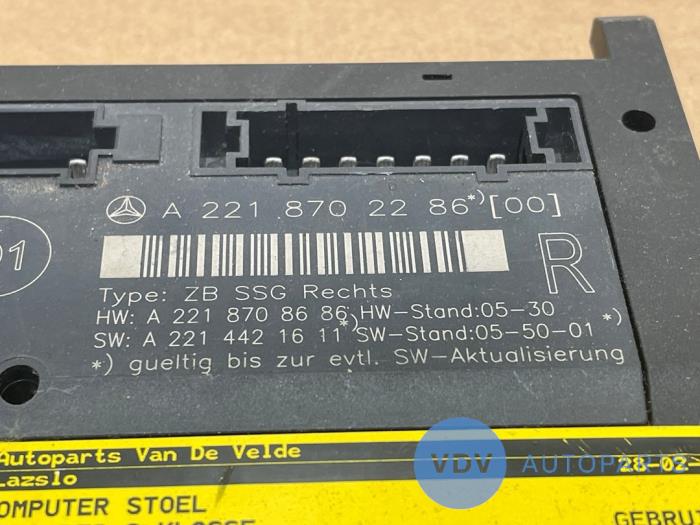 A 221 870 22 86*)[00]
01
R
Type: ZB SSG Rechts
HW: A 221 870 86 86*) HW-Stand:05-30
SW: A 221 442 16 11*) SW-Stand:05-50-01*)
*) gueltig bis zur evtl. SW-Aktualisierung
Autoparts Van De Velde
Lazslo
VDV AUTOPARTS
28-02-
OMPUTER STOEL
GEBRU